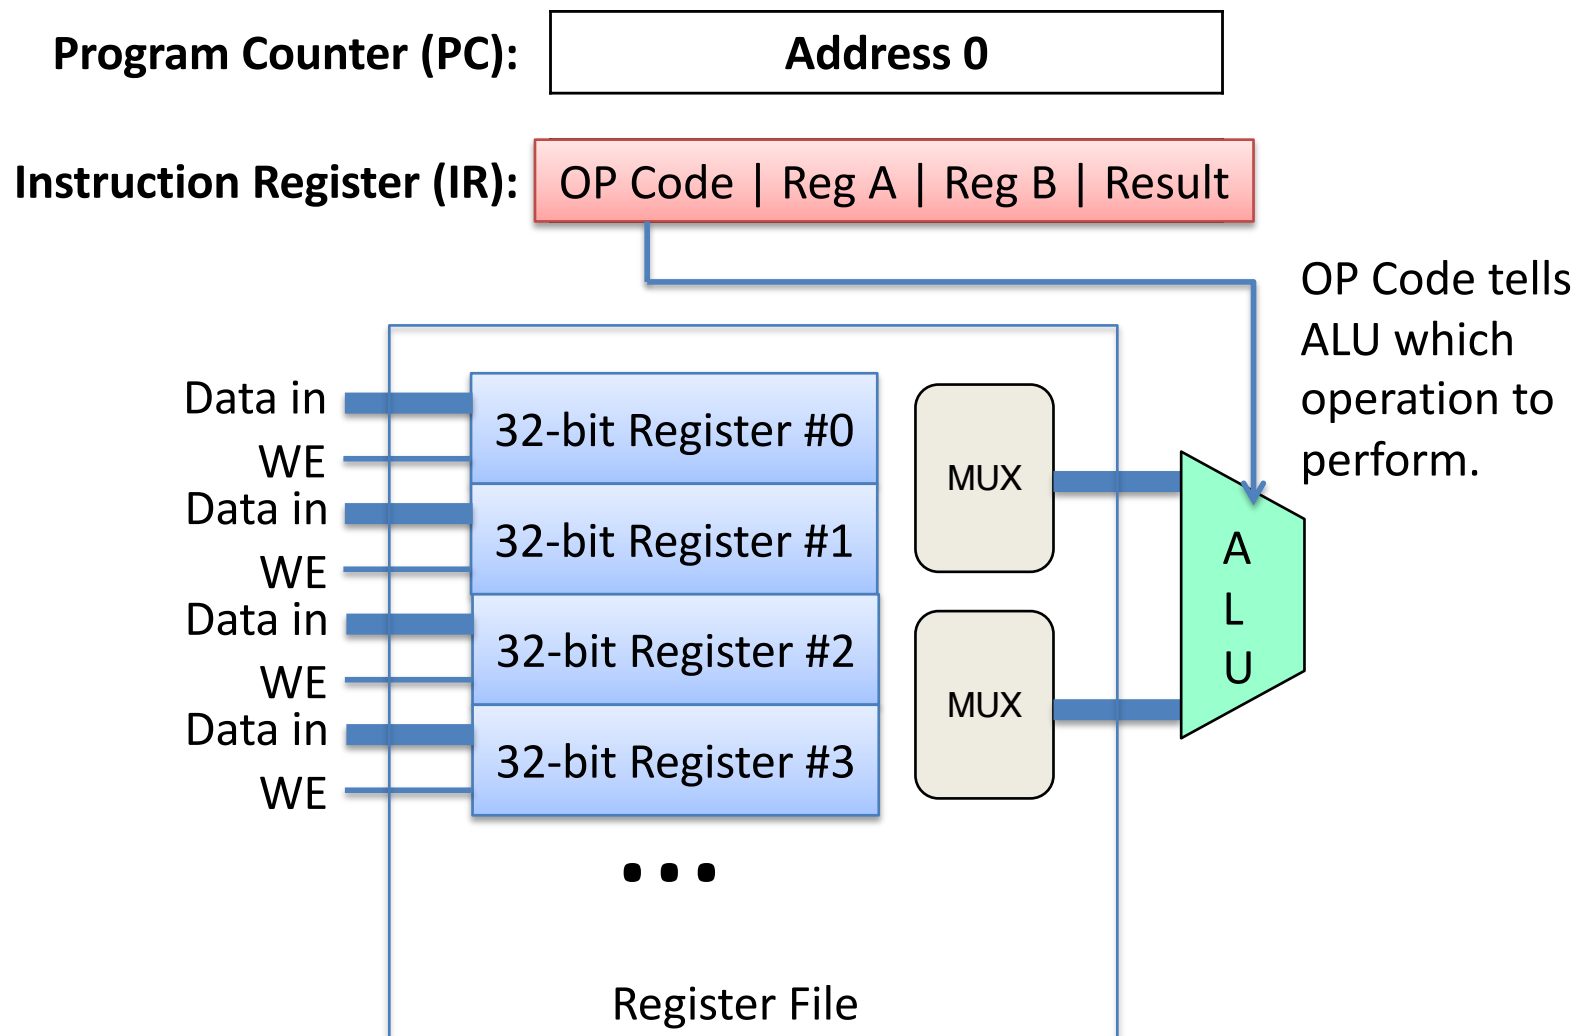 Program Counter (PC):
Address 0
Instruction Register (IR):
OP Code | Reg A | Reg B | Result
OP Code tells
ALU which
operation to
perform.
Data in
WE
Data in
WE
Data in
WE
Data in
WE
32-bit Register #0
32-bit Register #1
32-bit Register #2
32-bit Register #3
MUX
MUX
A
L
U
...
Register File